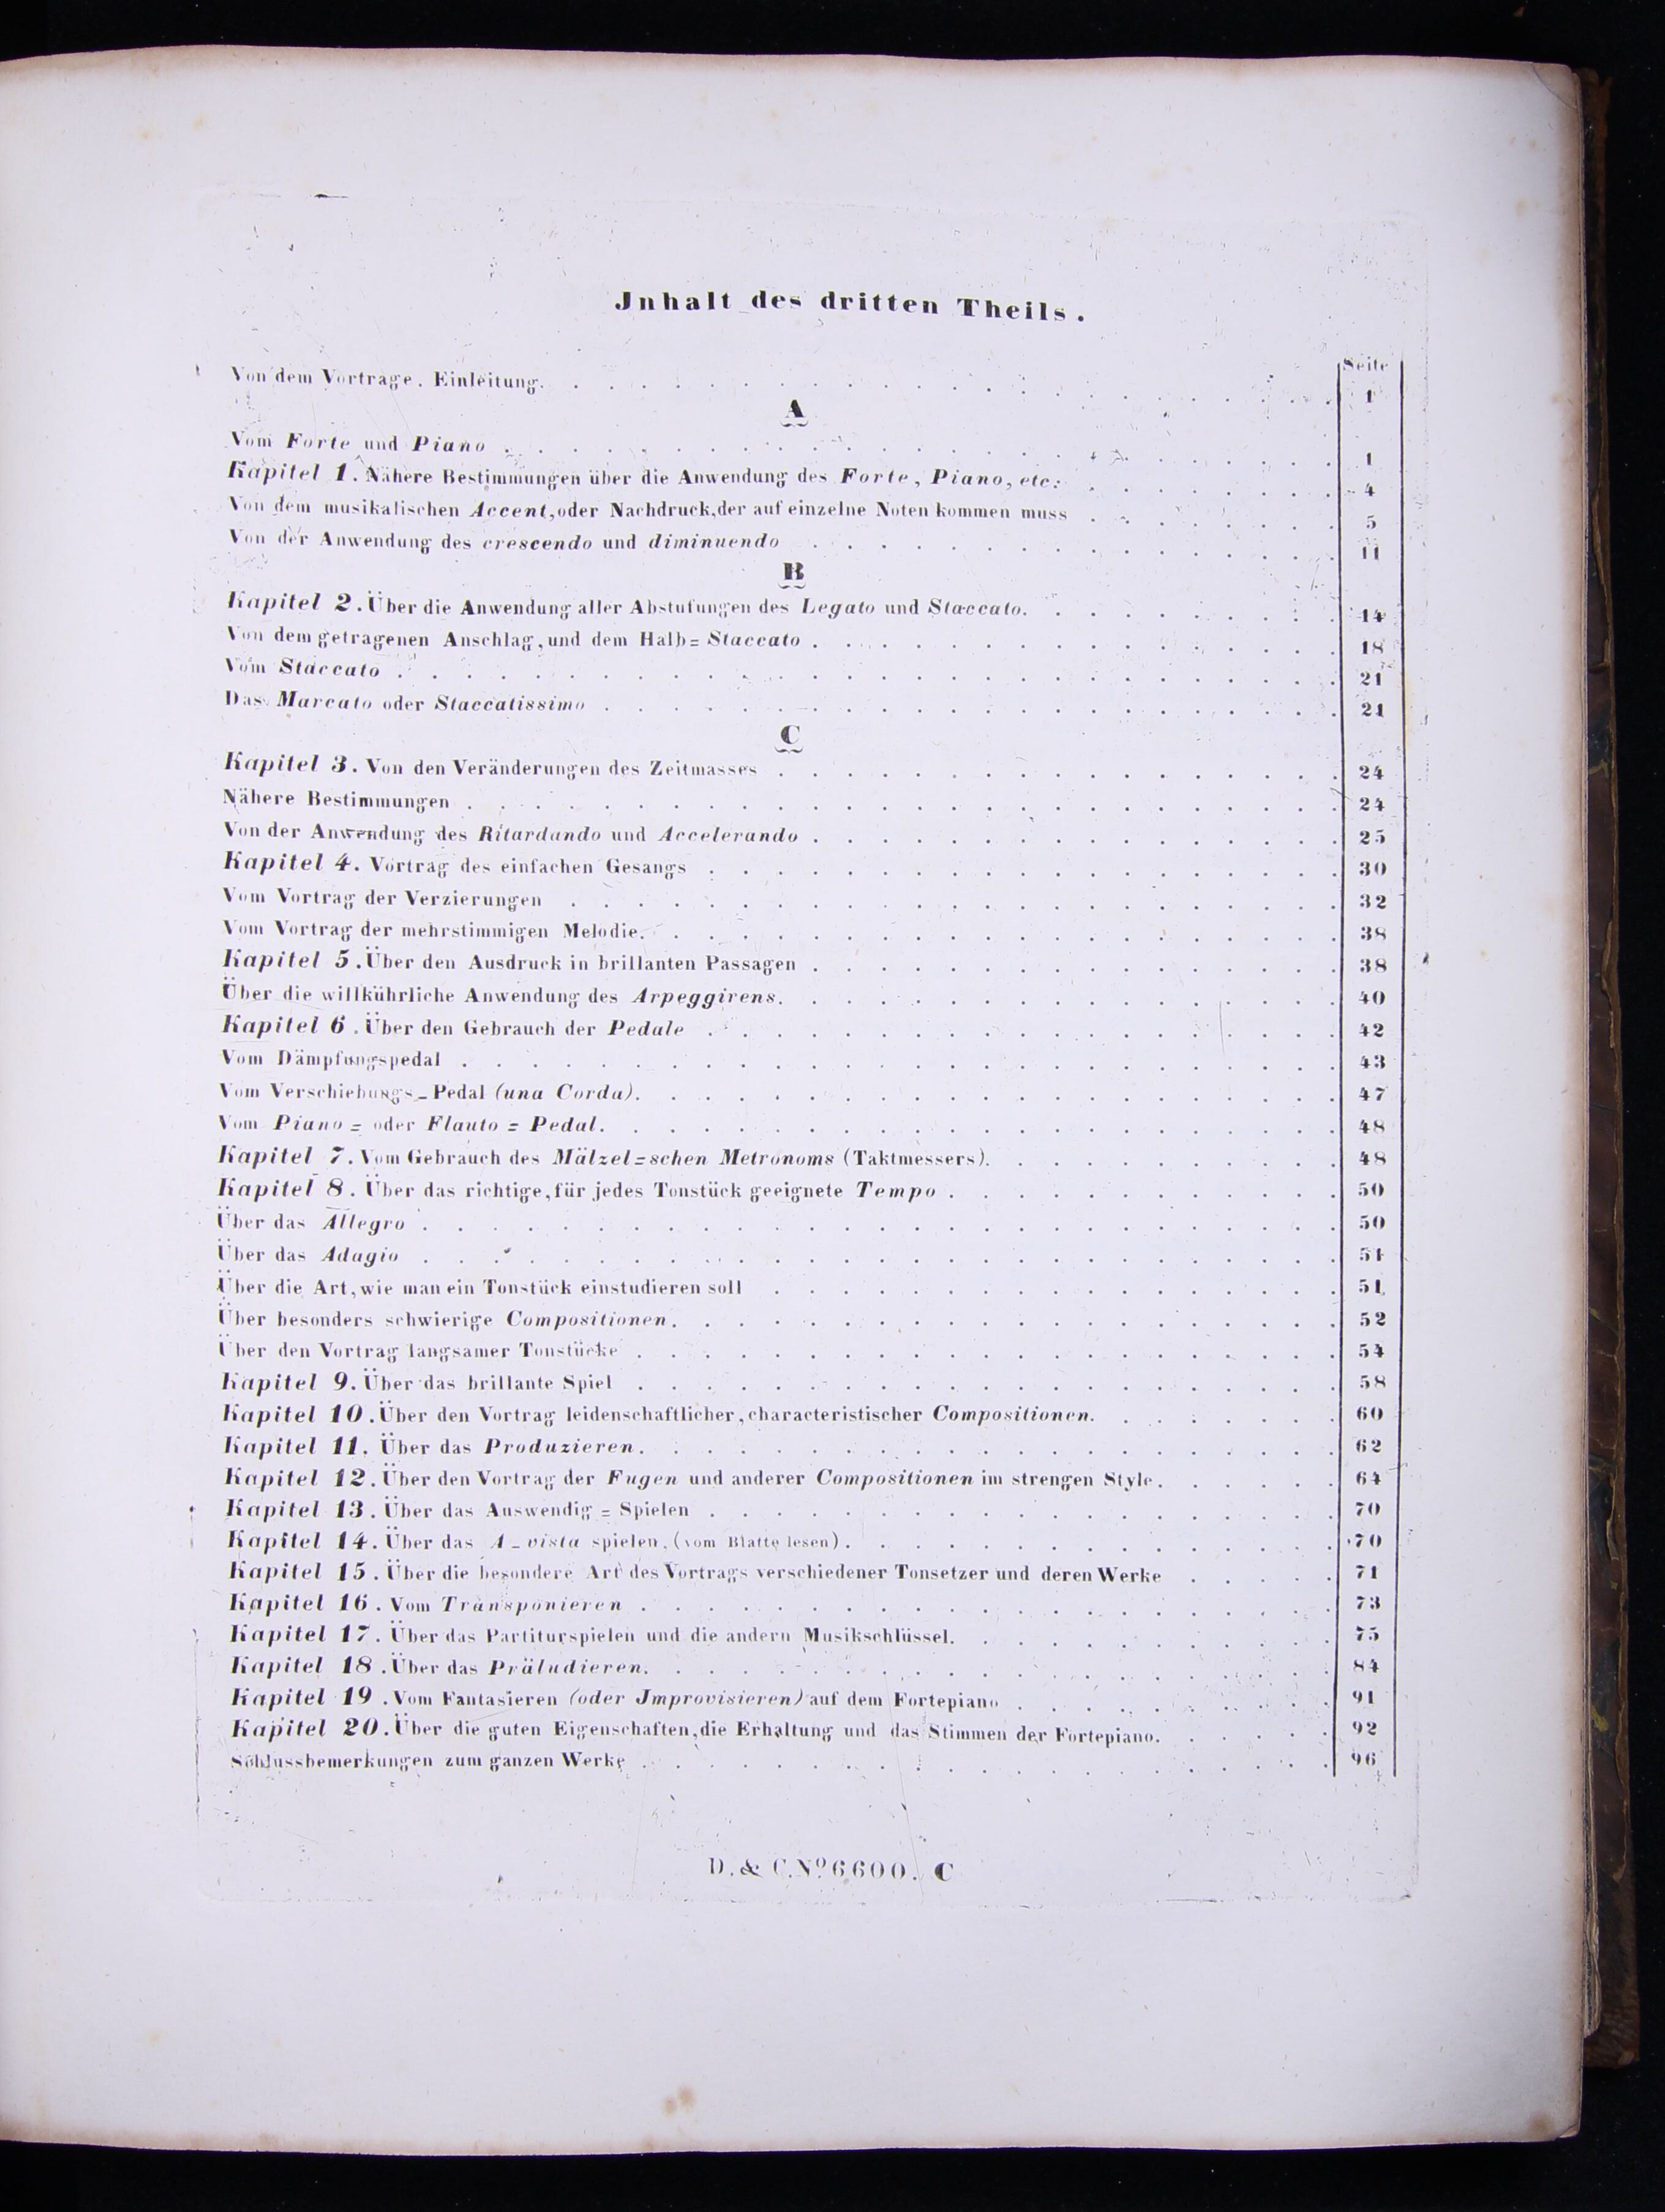 Jnhalt des dritten Theils.
Seite
Von dem Vortrage. Einleitung. 1
A
Vom Forte und Piano 1
Kapitel 1. Nähere Bestimmungen über die Anwendung des Forte, Piano, etc: 4
Von dem musikalischen Accent, oder Nachdruck, der auf einzelne Noten kommen muss 5
Von der Anwendung des crescendo und diminuendo 11
B
Kapitel 2. Über die Anwendung aller Abstufungen des Legato und Staccato. 14
Von dem getragenen Anschlag, und dem Halb=Staccato 18
Vom Staccato 21
Das Marcato oder Staccatissimo 21
C
Kapitel 3. Von den Veränderungen des Zeitmasses 24
Nähere Bestimmungen 24
Von der Anwendung des Ritardando und Accelerando 25
Kapitel 4. Vortrag des einfachen Gesangs 30
Vom Vortrag der Verzierungen 32
Vom Vortrag der mehrstimmigen Melodie. 38
Kapitel 5. Über den Ausdruck in brillanten Passagen 38
Über die willkührliche Anwendung des Arpeggirens. 40
Kapitel 6. Über den Gebrauch der Pedale 42
Vom Dämpfungspedal 43
Vom Verschiebungs-Pedal (una Corda). 47
Vom Piano= oder Flauto=Pedal. 48
Kapitel 7. Vom Gebrauch des Mälzel=schen Metronoms (Taktmessers). 48
Kapitel 8. Über das richtige, für jedes Tonstück geeignete Tempo 50
Über das Allegro 50
Über das Adagio 51
Über die Art, wie man ein Tonstück einstudieren soll 51
Über besonders schwierige Compositionen. 52
Über den Vortrag langsamer Tonstücke 54
Kapitel 9. Über das brillante Spiel 58
Kapitel 10. Über den Vortrag leidenschaftlicher, characteristischer Compositionen. 60
Kapitel 11. Über das Produzieren. 62
Kapitel 12. Über den Vortrag der Fugen und anderer Compositionen im strengen Style. 64
Kapitel 13. Über das Auswendig=Spielen 70
Kapitel 14. Über das A-vista spielen, (vom Blatte lesen). 70
Kapitel 15. Über die besondere Art des Vortrags verschiedener Tonsetzer und deren Werke 71
Kapitel 16. Vom Transponieren 73
Kapitel 17. Über das Partiturspielen und die andern Musikschlüssel. 75
Kapitel 18. Über das Präludieren. 84
Kapitel 19. Vom Fantasieren (oder Jmprovisieren) auf dem Fortepiano 91
Kapitel 20. Über die guten Eigenschaften, die Erhaltung und das Stimmen der Fortepiano. 92
Schlussbemerkungen zum ganzen Werke 96
D. & C. Nº 6600. C